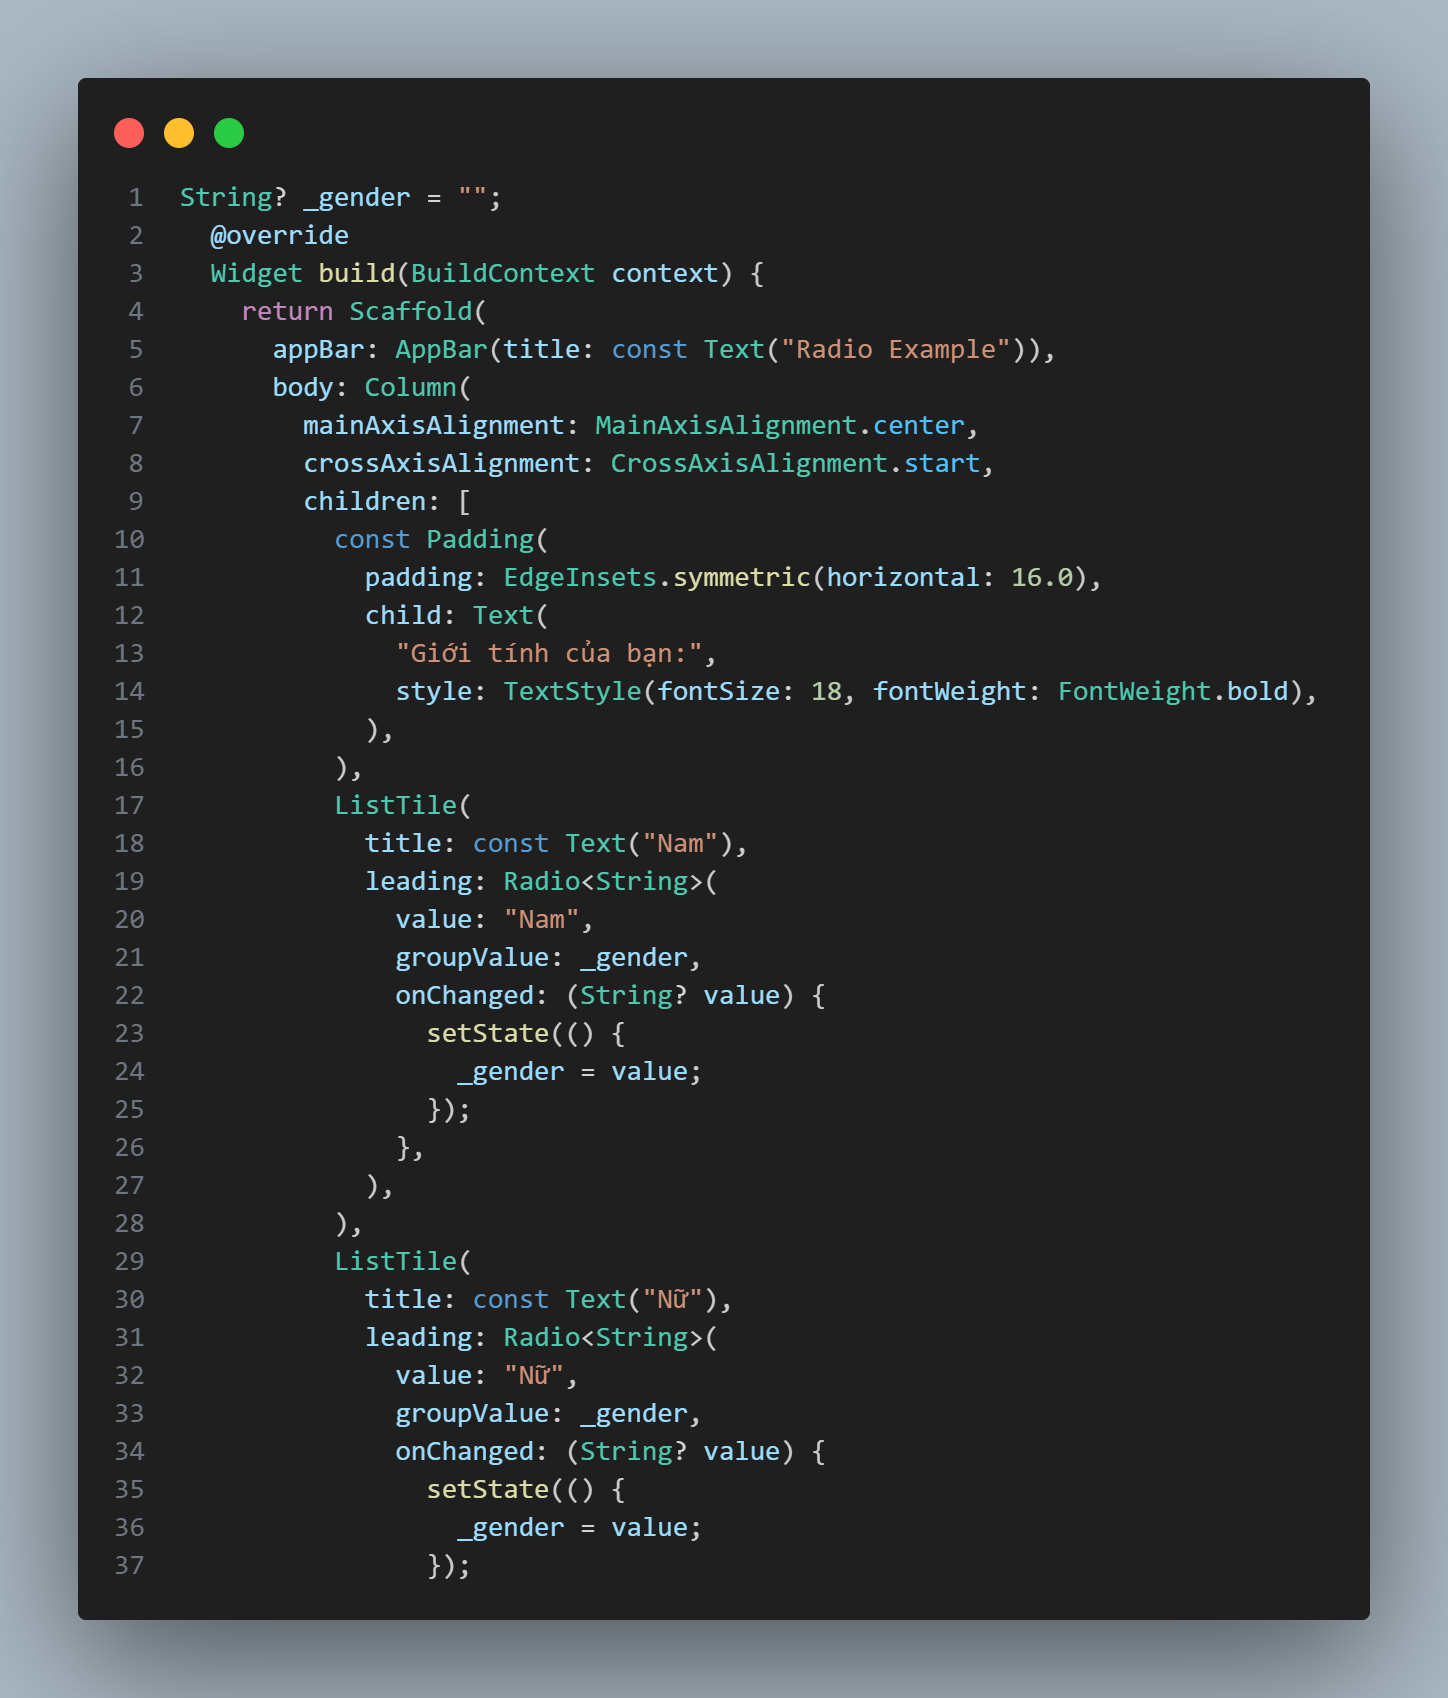 1 String? _gender = "";
2   @override
3   Widget build(BuildContext context) {
4     return Scaffold(
5       appBar: AppBar(title: const Text("Radio Example")),
6       body: Column(
7         mainAxisAlignment: MainAxisAlignment.center,
8         crossAxisAlignment: CrossAxisAlignment.start,
9         children: [
10           const Padding(
11             padding: EdgeInsets.symmetric(horizontal: 16.0),
12             child: Text(
13               "Giới tính của bạn:",
14               style: TextStyle(fontSize: 18, fontWeight: FontWeight.bold),
15             ),
16           ),
17           ListTile(
18             title: const Text("Nam"),
19             leading: Radio<String>(
20               value: "Nam",
21               groupValue: _gender,
22               onChanged: (String? value) {
23                 setState(() {
24                   _gender = value;
25                 });
26               },
27             ),
28           ),
29           ListTile(
30             title: const Text("Nữ"),
31             leading: Radio<String>(
32               value: "Nữ",
33               groupValue: _gender,
34               onChanged: (String? value) {
35                 setState(() {
36                   _gender = value;
37                 });